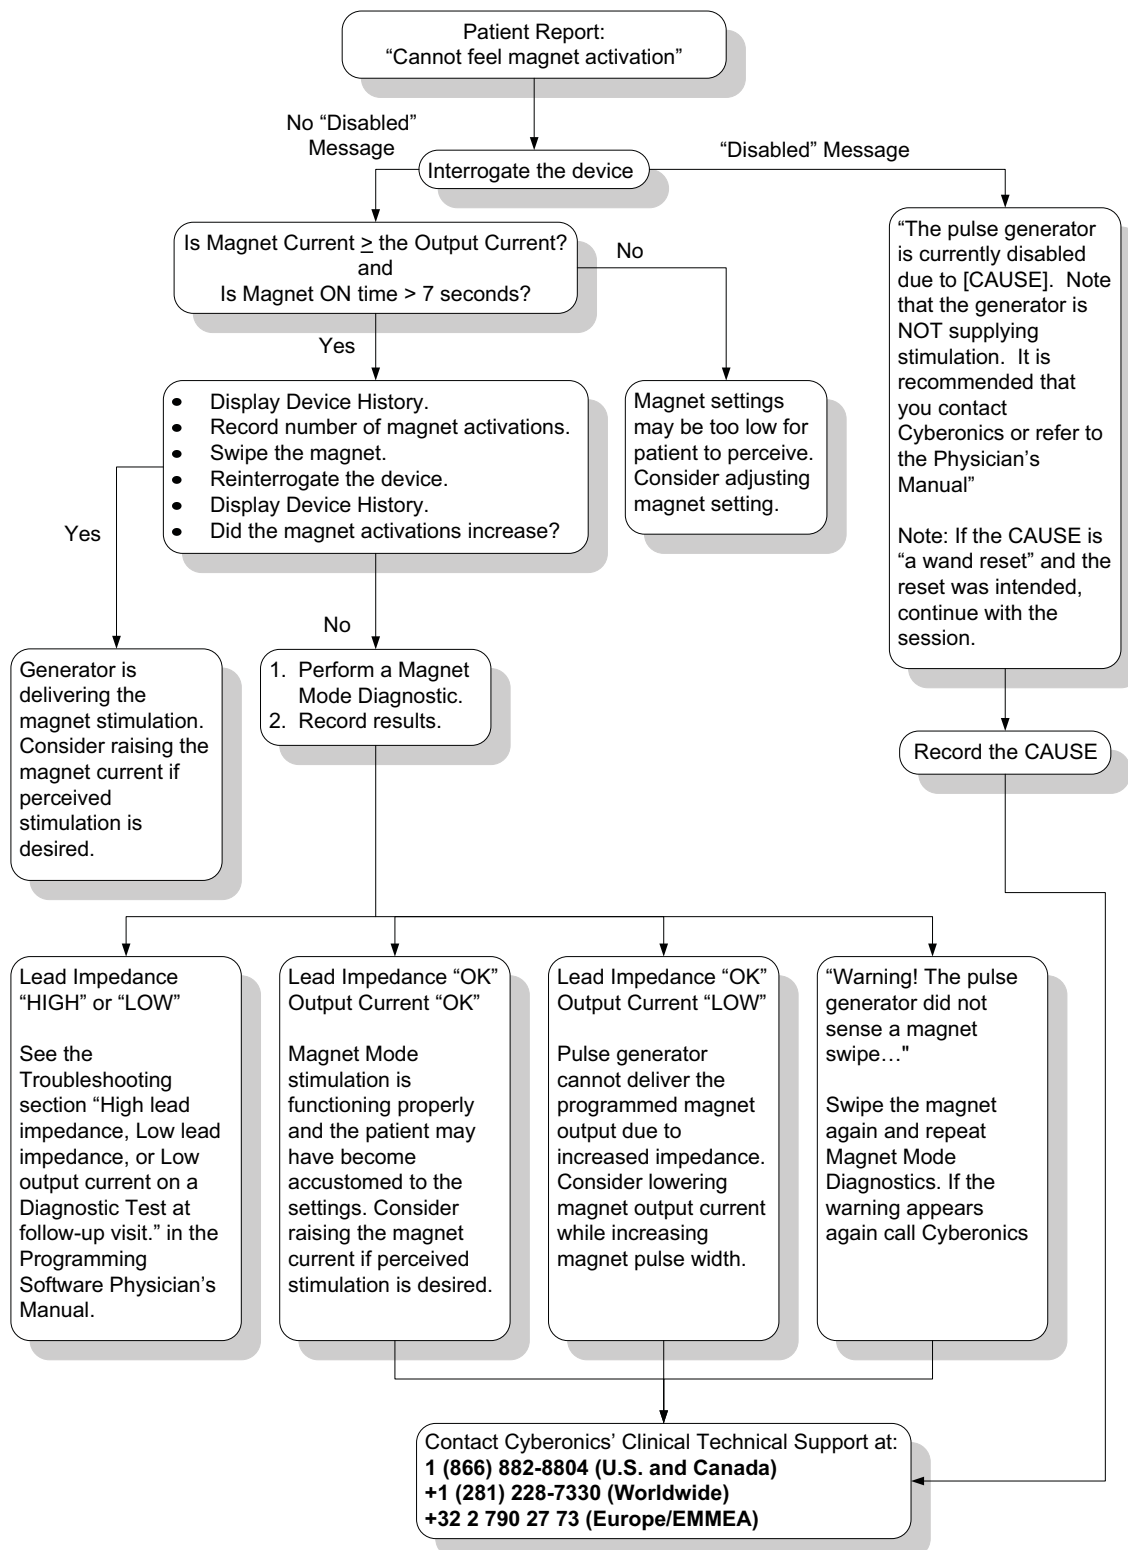 Patient Report:
“Cannot feel magnet activation”
No “Disabled”
Message
“Disabled” Message
Interrogate the device
Is Magnet Current ≥ the Output Current?
and
Is Magnet ON time > 7 seconds?
No
Yes
“The pulse generator
is currently disabled
due to [CAUSE].  Note
that the generator is
NOT supplying
stimulation.  It is
recommended that
you contact
Cyberonics or refer to
the Physician’s
Manual”
Note: If the CAUSE is
“a wand reset” and the
reset was intended,
continue with the
session.
• Display Device History.
• Record number of magnet activations.
• Swipe the magnet.
• Reinterrogate the device.
• Display Device History.
• Did the magnet activations increase?
Magnet settings
may be too low for
patient to perceive.
Consider adjusting
magnet setting.
Yes
No
Generator is
delivering the
magnet stimulation.
Consider raising the
magnet current if
perceived
stimulation is
desired.
1. Perform a Magnet
Mode Diagnostic.
2. Record results.
Record the CAUSE
Lead Impedance
“HIGH” or “LOW”
See the
Troubleshooting
section “High lead
impedance, Low lead
impedance, or Low
output current on a
Diagnostic Test at
follow-up visit.” in the
Programming
Software Physician’s
Manual.
Lead Impedance “OK”
Output Current “OK”
Magnet Mode
stimulation is
functioning properly
and the patient may
have become
accustomed to the
settings. Consider
raising the magnet
current if perceived
stimulation is desired.
Lead Impedance “OK”
Output Current “LOW”
Pulse generator
cannot deliver the
programmed magnet
output due to
increased impedance.
Consider lowering
magnet output current
while increasing
magnet pulse width.
“Warning! The pulse
generator did not
sense a magnet
swipe…"
Swipe the magnet
again and repeat
Magnet Mode
Diagnostics. If the
warning appears
again call Cyberonics
Contact Cyberonics’ Clinical Technical Support at:
1 (866) 882-8804 (U.S. and Canada)
+1 (281) 228-7330 (Worldwide)
+32 2 790 27 73 (Europe/EMMEA)